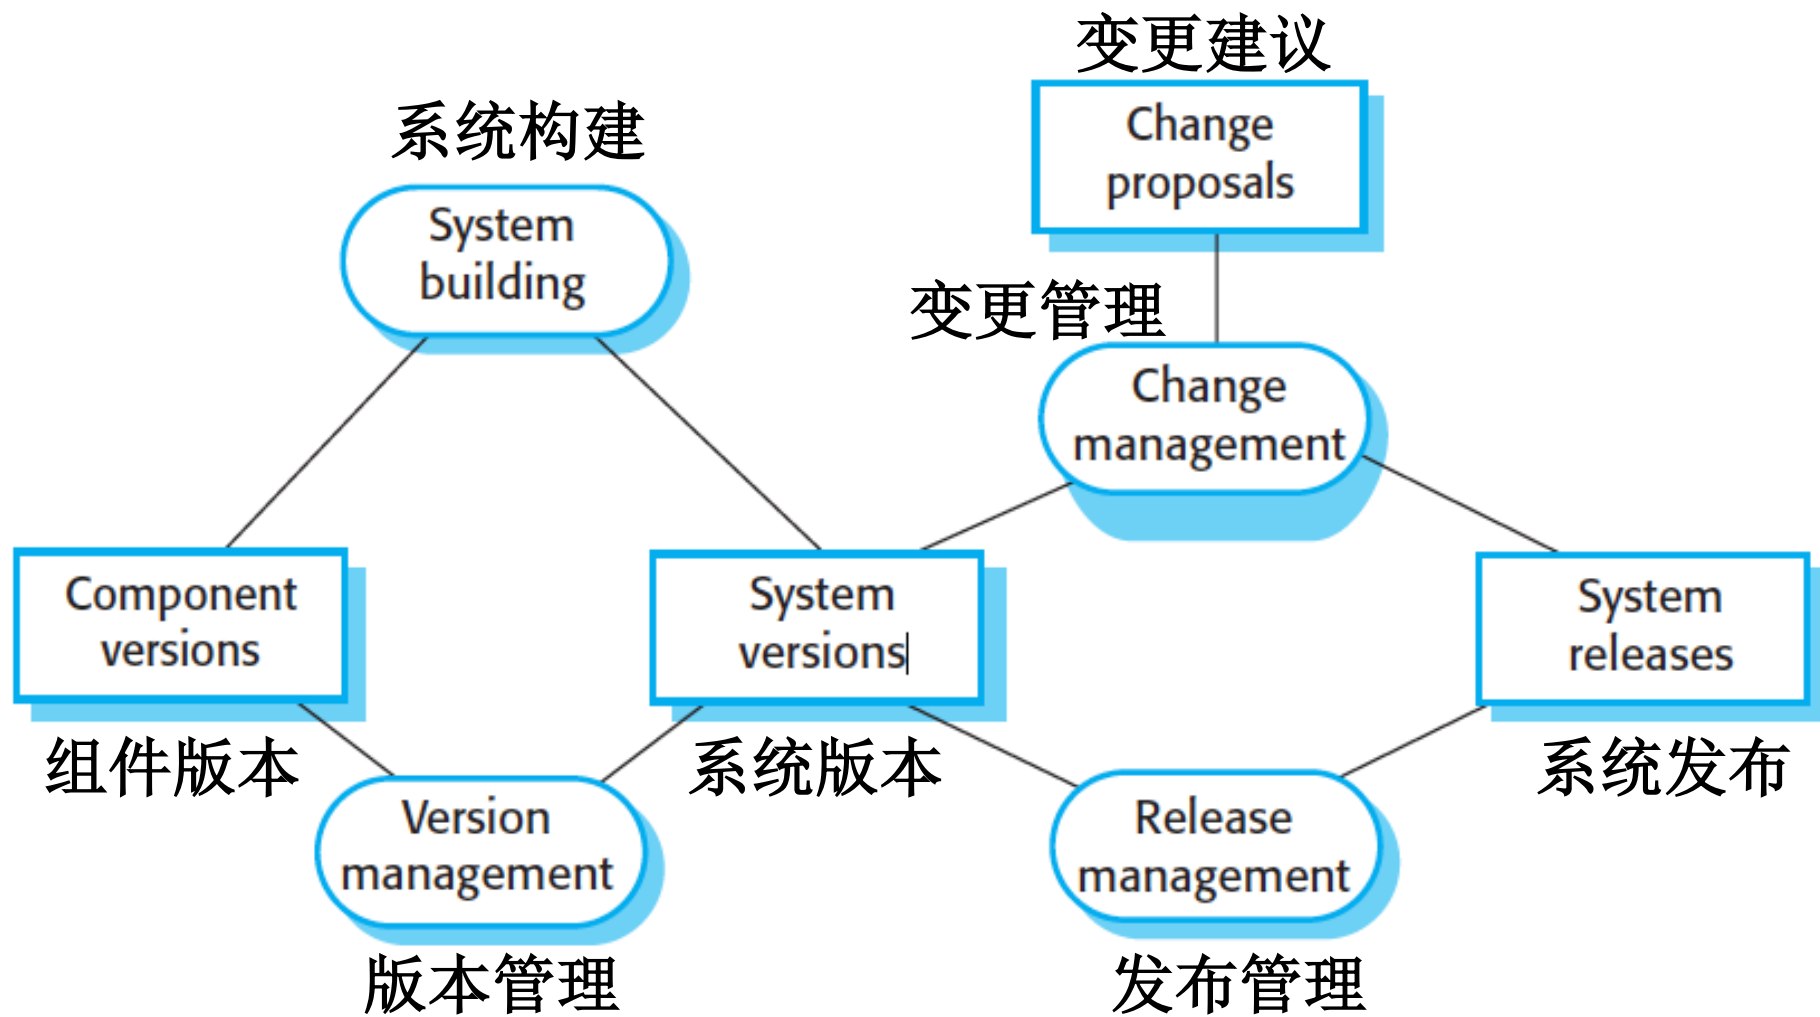 变更建议
Change
proposals
系统构建
System
building
变更管理
Change
management
Component
versions
组件版本
System
versions
系统版本
System
releases
系统发布
Version
management
版本管理
Release
management
发布管理